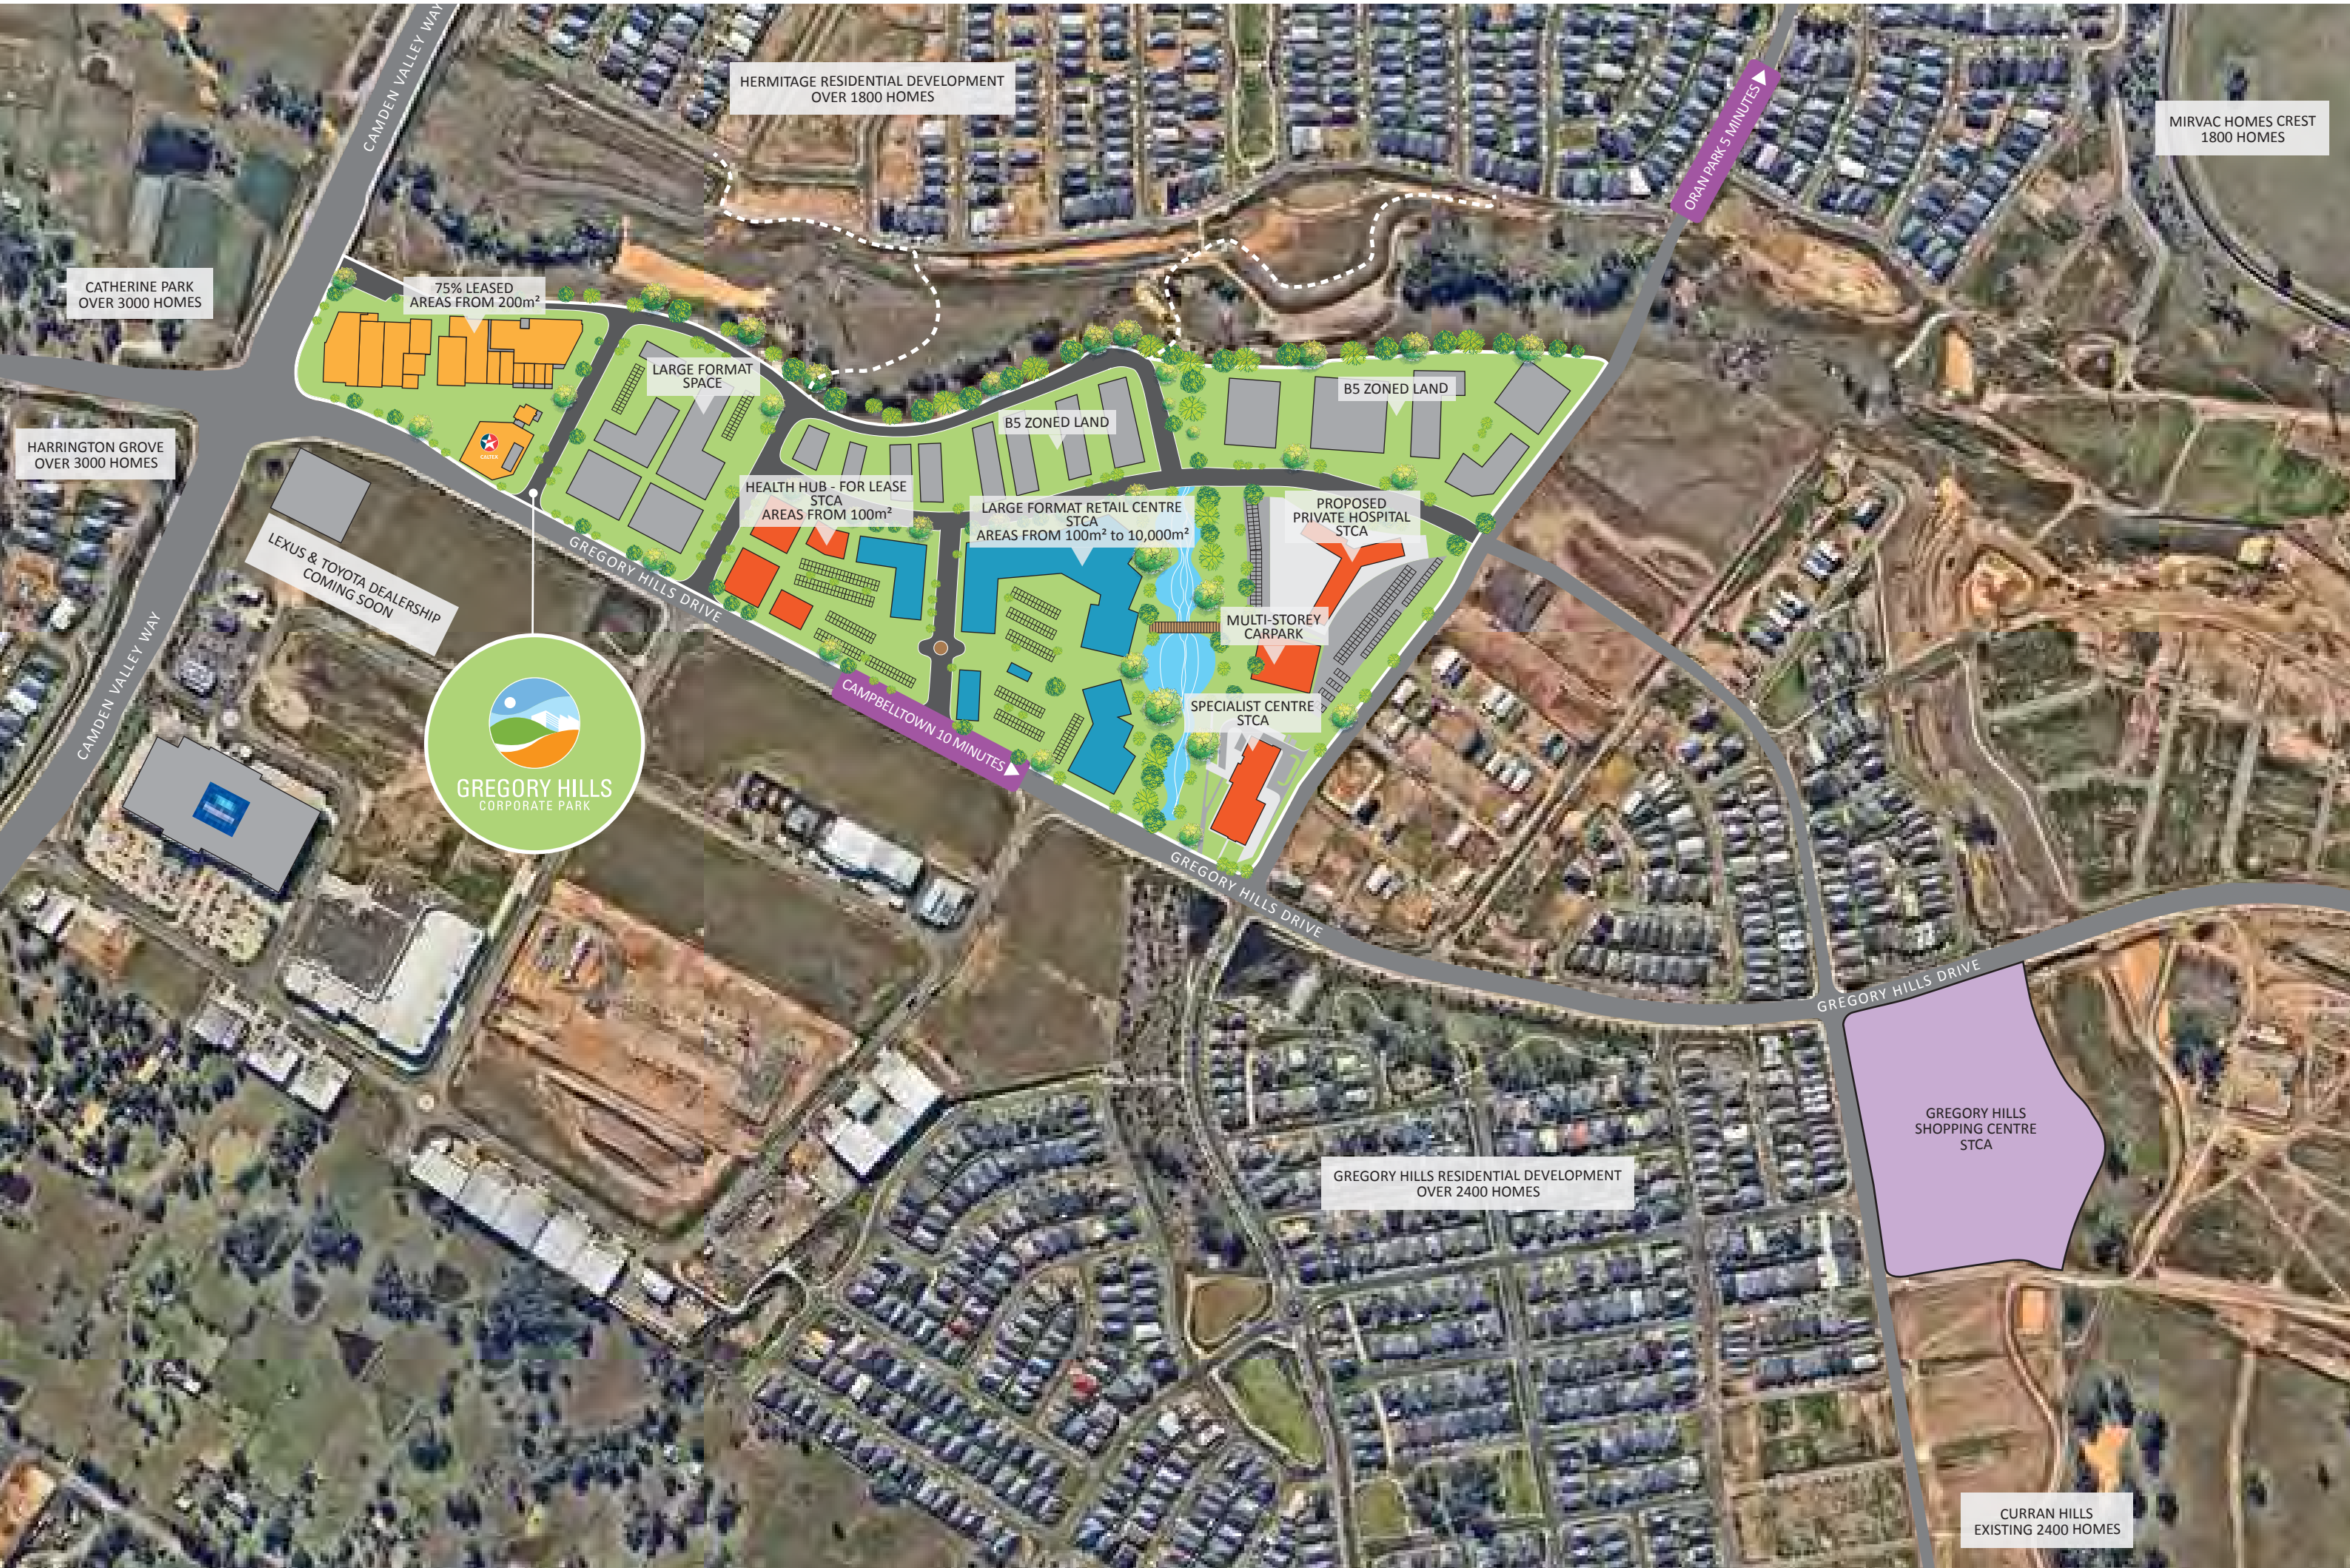 CAMDEN VALLEY WAY
HERMITAGE RESIDENTIAL DEVELOPMENT
OVER 1800 HOMES
ORAN PARK 5 MINUTES
MIRVAC HOMES CREST
1800 HOMES
CATHERINE PARK
OVER 3000 HOMES
75% LEASED
AREAS FROM 200m²
LARGE FORMAT
SPACE
B5 ZONED LAND
B5 ZONED LAND
HARRINGTON GROVE
OVER 3000 HOMES
CALTEX
HEALTH HUB - FOR LEASE
STCA
AREAS FROM 100m²
LARGE FORMAT RETAIL CENTRE
STCA
AREAS FROM 100m² to 10,000m²
PROPOSED
PRIVATE HOSPITAL
STCA
LEXUS & TOYOTA DEALERSHIP
COMING SOON
GREGORY HILLS DRIVE
MULTI-STOREY
CARPARK
CAMDEN VALLEY WAY
CAMPBELLTOWN 10 MINUTES
SPECIALIST CENTRE
STCA
GREGORY HILLS
CORPORATE PARK
GREGORY HILLS DRIVE
GREGORY HILLS DRIVE
GREGORY HILLS
SHOPPING CENTRE
STCA
GREGORY HILLS RESIDENTIAL DEVELOPMENT
OVER 2400 HOMES
CURRAN HILLS
EXISTING 2400 HOMES